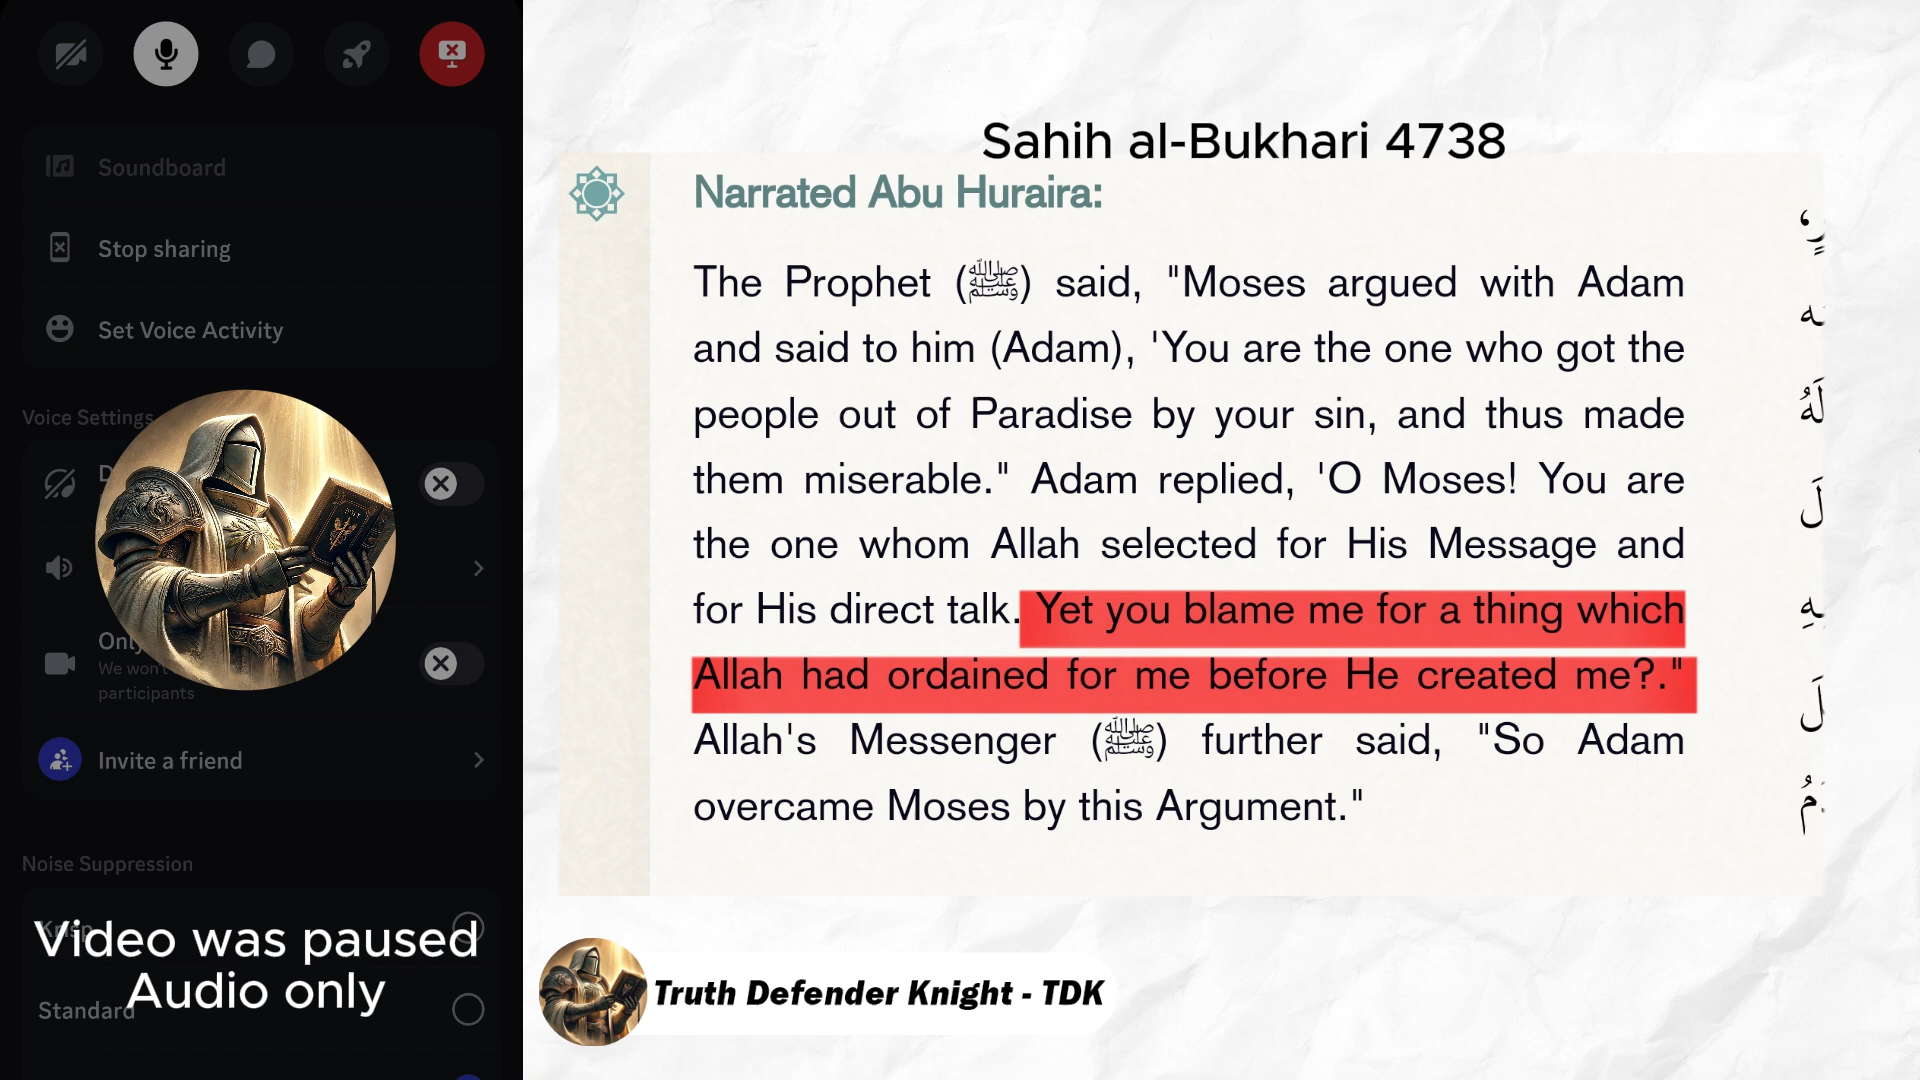 Soundboard
Stop sharing
Set Voice Activity
Voice Settings
We won't
participants
Invite a friend
Noise Suppression
Krisp
Video was paused
Audio only
Standard
Sahih al-Bukhari 4738
Narrated Abu Huraira:
The Prophet (ﷺ) said, "Moses argued with Adam
and said to him (Adam), 'You are the one who got the
people out of Paradise by your sin, and thus made
them miserable." Adam replied, 'O Moses! You are
the one whom Allah selected for His Message and
for His direct talk. Yet you blame me for a thing which
Allah had ordained for me before He created me?."
Allah's Messenger (ﷺ) further said, "So Adam
overcame Moses by this Argument."
Truth Defender Knight - TDK